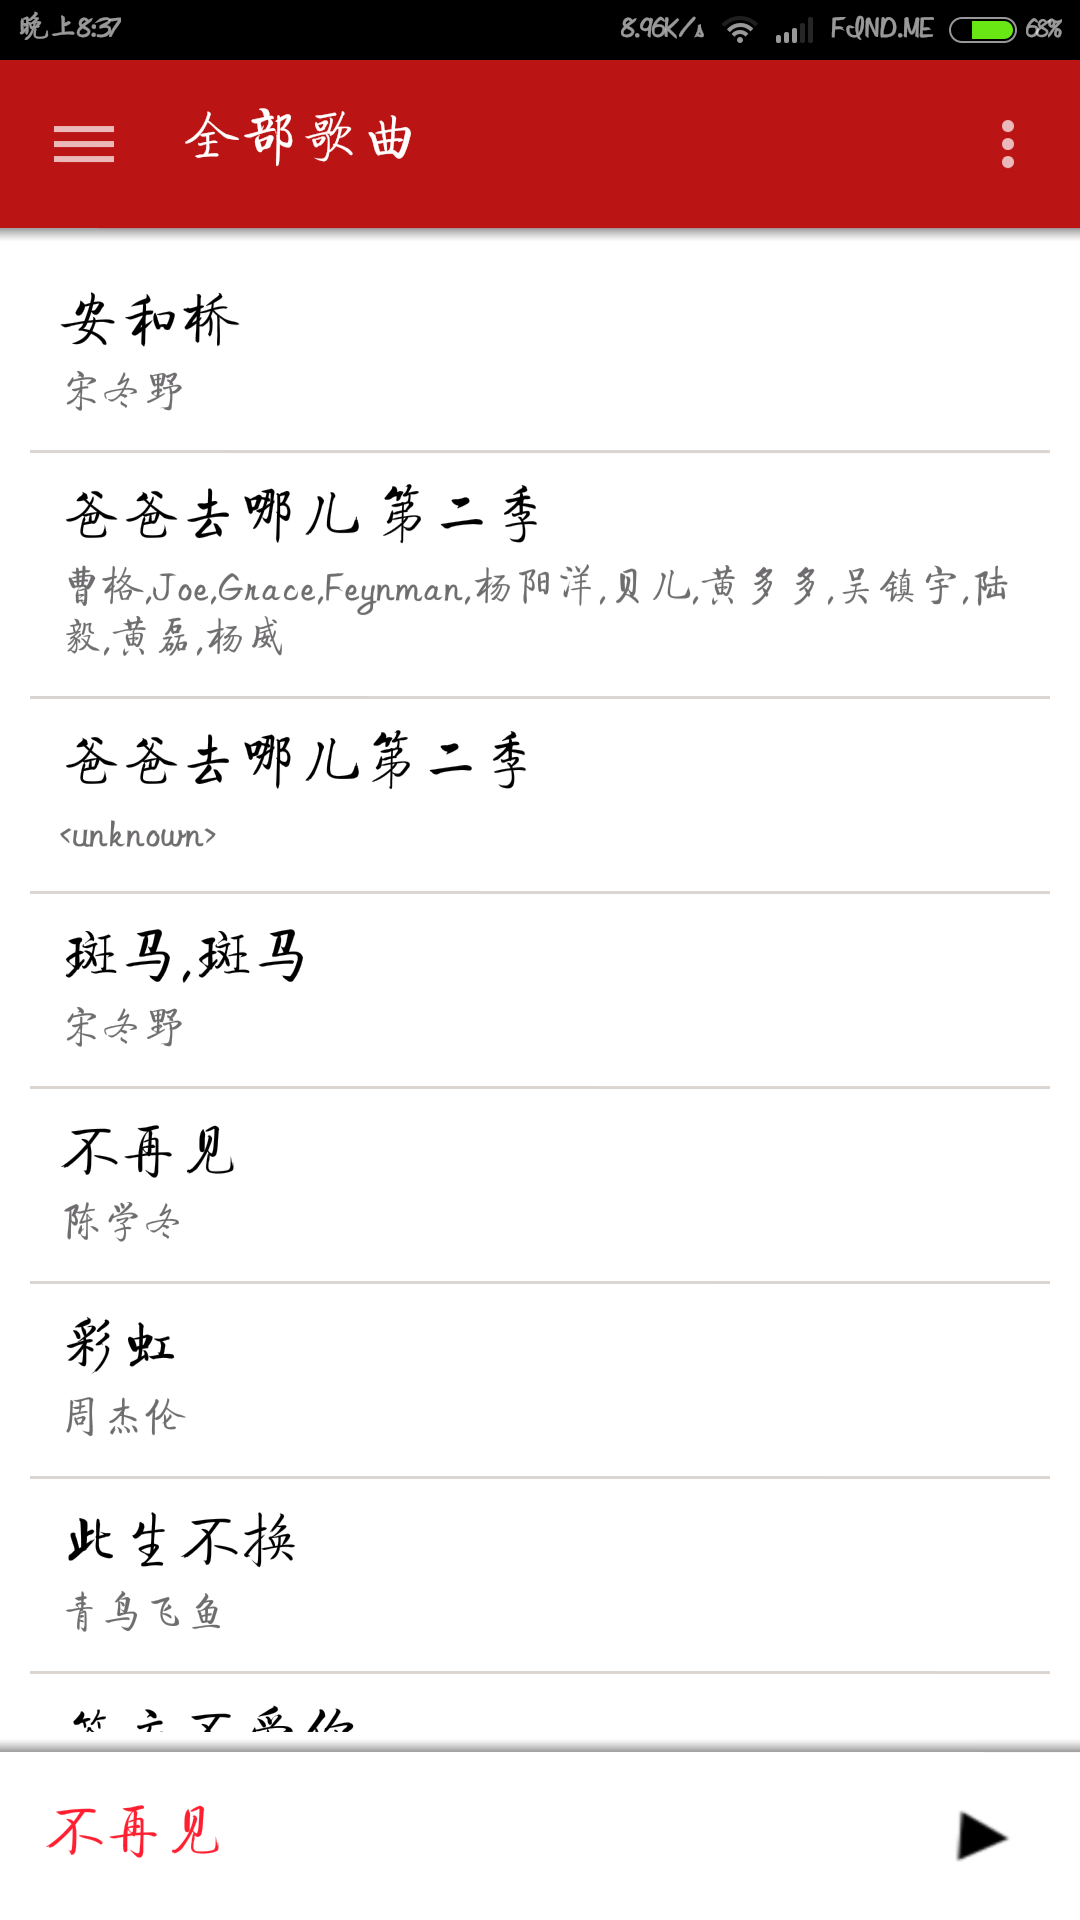 晚上8:37 8.96K/s FIND.ME 68%
全部歌曲
安和桥
宋冬野
爸爸去哪儿 第二季
曹格,Joe,Grace,Feynman,杨阳洋,贝儿,黄多多,吴镇宇,陆
毅,黄磊,杨威
爸爸去哪儿第二季
<unknown>
斑马,斑马
宋冬野
不再见
陈学冬
彩虹
周杰伦
此生不换
青鸟飞鱼
不再见